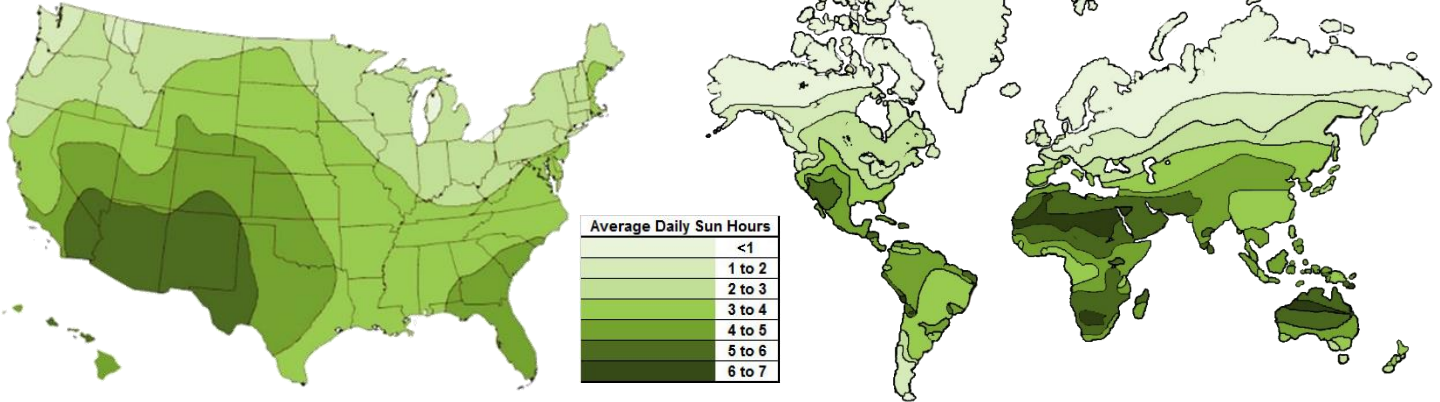 Average Daily Sun Hours
<1
1 to 2
2 to 3
3 to 4
4 to 5
5 to 6
6 to 7